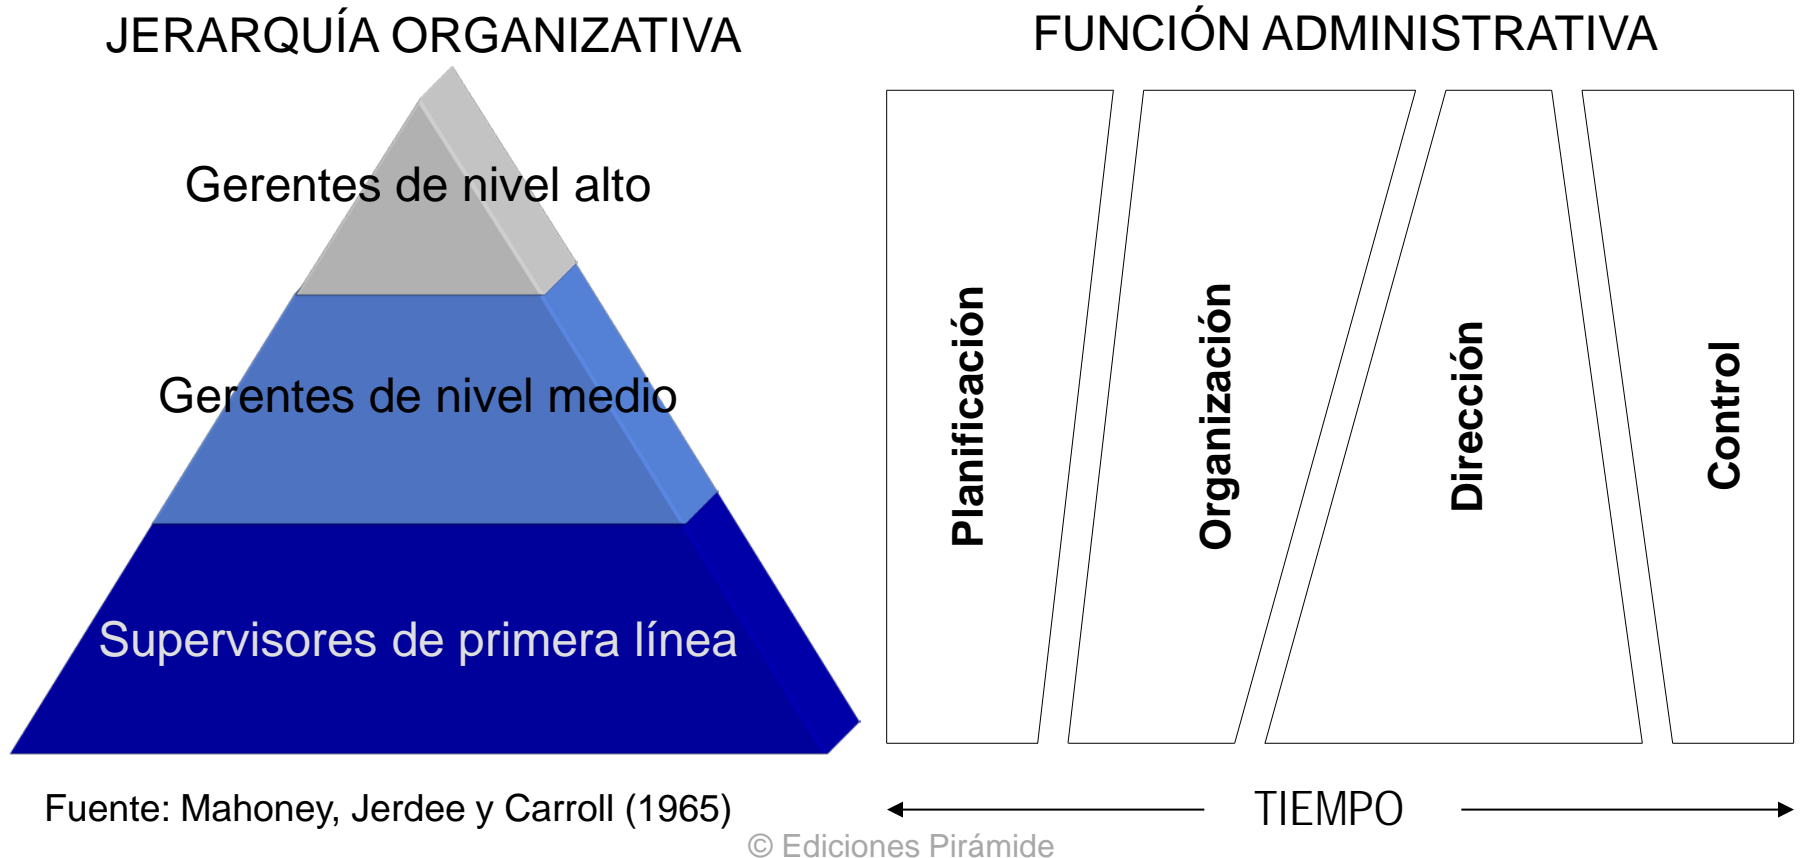 JERARQUÍA ORGANIZATIVA
Gerentes de nivel alto
Gerentes de nivel medio
Supervisores de primera línea
Fuente: Mahoney, Jerdee y Carroll (1965)
FUNCIÓN ADMINISTRATIVA
Planificación
Organización
Dirección
Control
TIEMPO
© Ediciones Pirámide